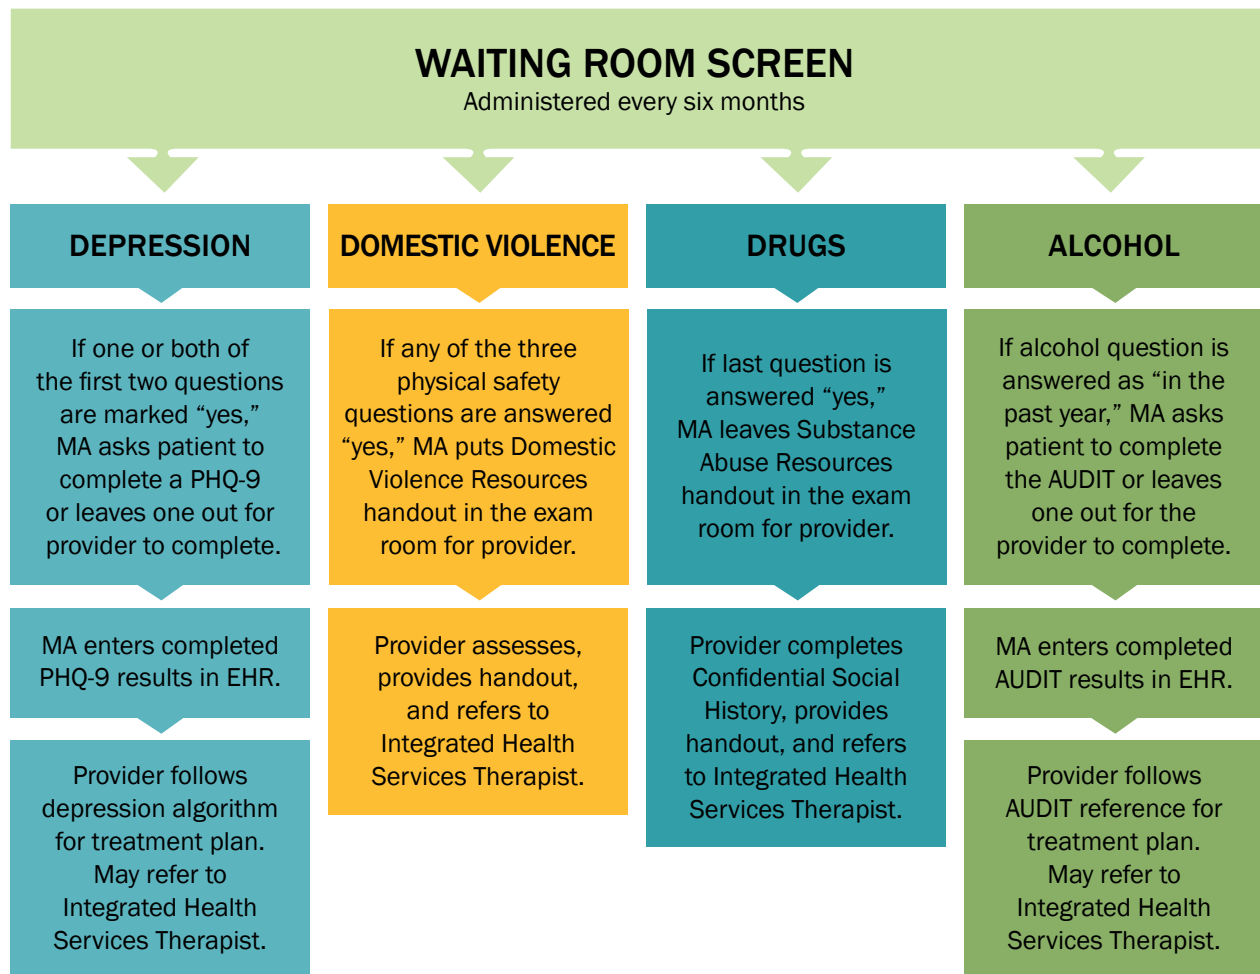 WAITING ROOM SCREEN
Administered every six months
DEPRESSION
If one or both of
the first two questions
are marked “yes,”
MA asks patient to
complete a PHQ-9
or leaves one out for
provider to complete.
MA enters completed
PHQ-9 results in EHR.
Provider follows
depression algorithm
for treatment plan.
May refer to
Integrated Health
Services Therapist.
DOMESTIC VIOLENCE
If any of the three
physical safety
questions are answered
“yes,” MA puts Domestic
Violence Resources
handout in the exam
room for provider.
Provider assesses,
provides handout,
and refers to
Integrated Health
Services Therapist.
DRUGS
If last question is
answered “yes,”
MA leaves Substance
Abuse Resources
handout in the exam
room for provider.
Provider completes
Confidential Social
History, provides
handout, and refers
to Integrated Health
Services Therapist.
ALCOHOL
If alcohol question is
answered as “in the
past year,” MA asks
patient to complete
the AUDIT or leaves
one out for the
provider to complete.
MA enters completed
AUDIT results in EHR.
Provider follows
AUDIT reference for
treatment plan.
May refer to
Integrated Health
Services Therapist.